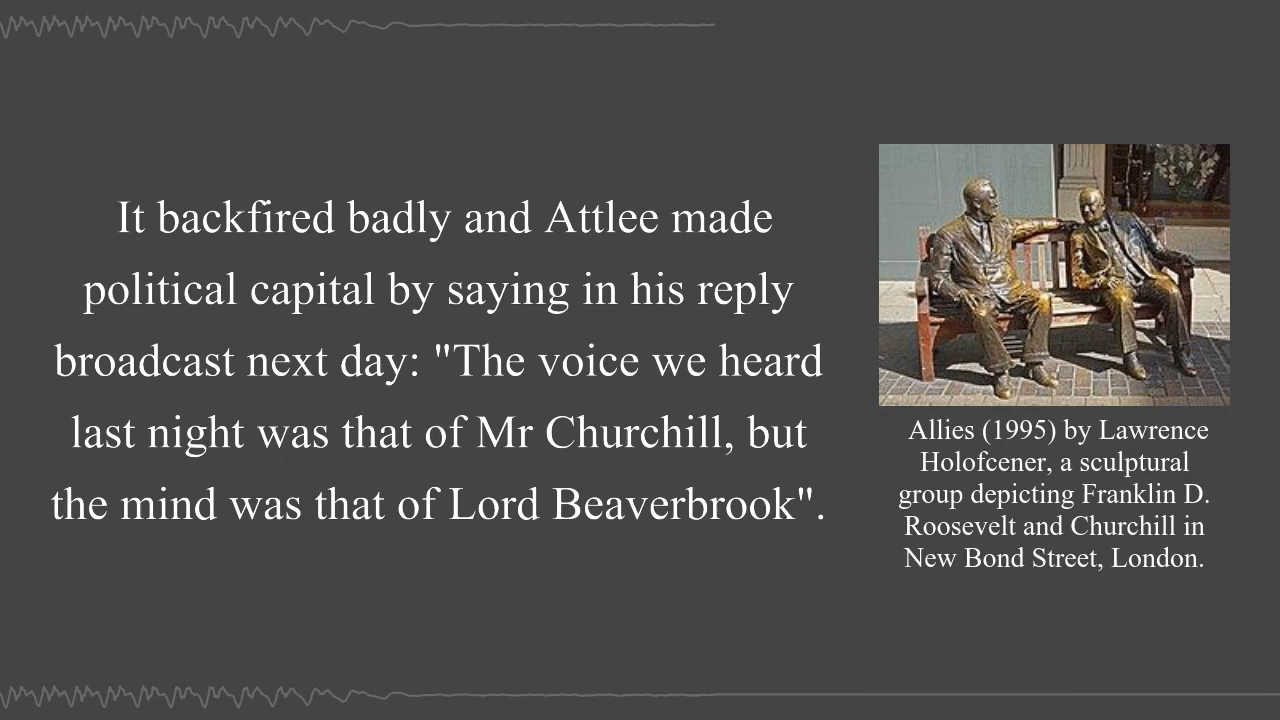 It backfired badly and Attlee made
political capital by saying in his reply
broadcast next day: "The voice we heard
last night was that of Mr Churchill, but
the mind was that of Lord Beaverbrook".
Allies (1995) by Lawrence
Holofcener, a sculptural
group depicting Franklin D.
Roosevelt and Churchill in
New Bond Street, London.